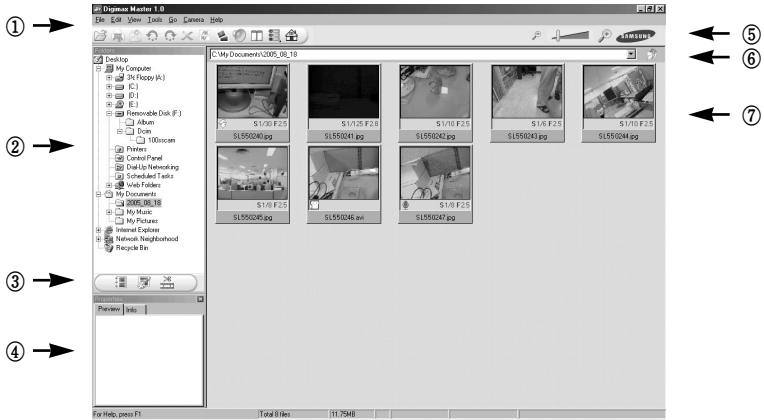 Digimax Master 1.0
File Edit View Tools Go Camera Help
①
⑤
SAMSUNG
Folders
C:\My Documents\2005_08_18
⑥
Desktop
My Computer
3½ Floppy (A:)
(C:)
(D:)
(E:)
Removable Disk (F:)
Album
Dcim
100sscam
Printers
Control Panel
Dial-Up Networking
Scheduled Tasks
Web Folders
My Documents
2005_08_18
My Music
My Pictures
Internet Explorer
Network Neighborhood
Recycle Bin
②
⑦
S1/30 F2.5
S1/125 F2.8
S1/10 F2.5
S1/6 F2.5
S1/10 F2.5
SL550240.jpg
SL550241.jpg
SL550242.jpg
SL550243.jpg
SL550244.jpg
S1/8 F2.5
S1/8 F2.5
SL550245.jpg
SL550246.avi
SL550247.jpg
③
Properties
Preview Info
④
For Help, press F1
Total 8 files
11.75MB